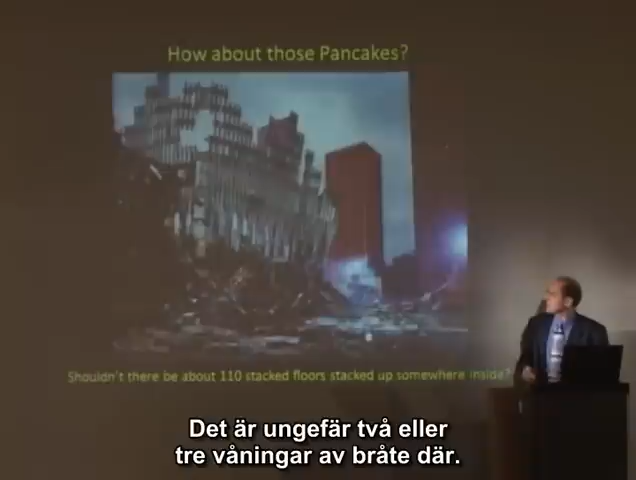 How about those Pancakes?
Shouldn't there be about 110 stacked floors stacked up somewhere inside?
Det är ungefär två eller
tre våningar av bråte där.